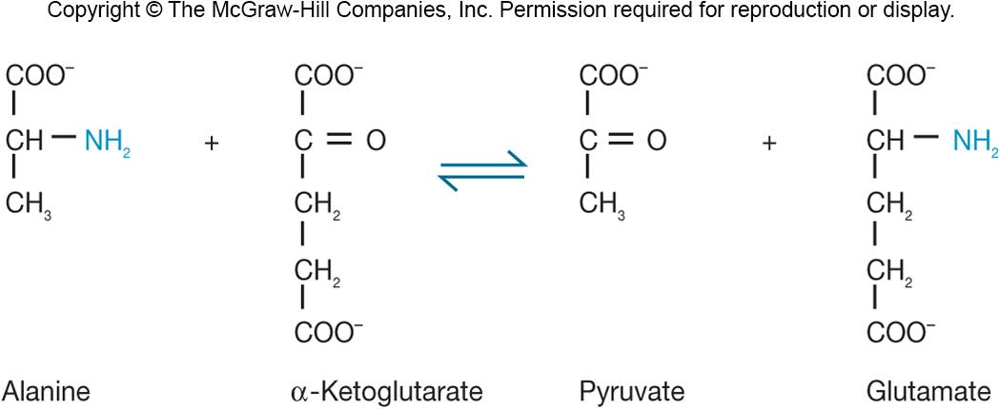 Copyright © The McGraw-Hill Companies, Inc. Permission required for reproduction or display.
COO⁻ COO⁻ COO⁻ COO⁻
CH — NH₂ + C = O C = O + CH — NH₂
CH₃ CH₂ CH₃ CH₂
CH₂ CH₂
COO⁻ COO⁻
Alanine α-Ketoglutarate Pyruvate Glutamate